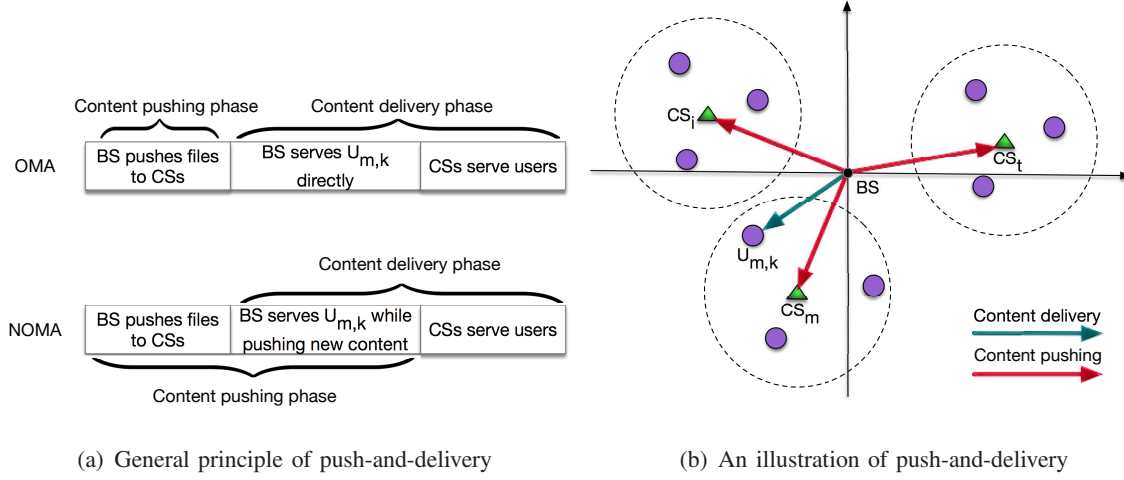 Content pushing phase
Content delivery phase
OMA
BS pushes files
to CSs
BS serves U_{m,k}
directly
CSs serve users
Content delivery phase
NOMA
BS pushes files
to CSs
BS serves U_{m,k} while
pushing new content
CSs serve users
Content pushing phase
(a) General principle of push-and-delivery
CS_i
CS_t
BS
U_{m,k}
CS_m
Content delivery
Content pushing
(b) An illustration of push-and-delivery